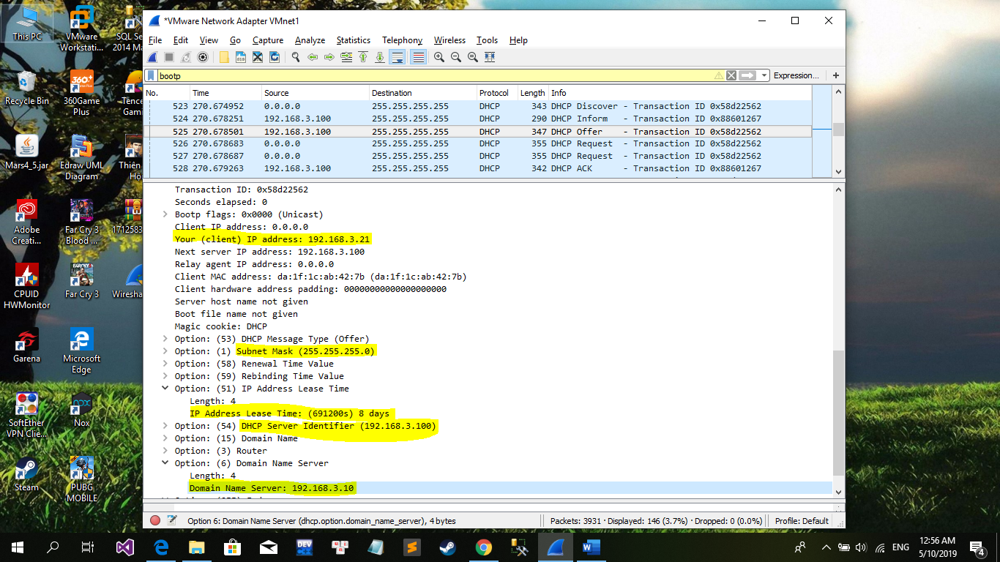 This PC
VMware Workstati...
SQL Se
2014 Ma
Recycle Bin
360Game Plus
Tence
Gami
Mars4_5.jar
Edraw UML Diagram
Thiên
Hộ
Adobe Creati...
Far Cry 3 Blood ...
1712583
CPUID HWMonitor
Far Cry 3
Wiresha
Garena
Microsoft Edge
SoftEther VPN Clie...
Nox
Steam
PUBG MOBILE
*VMware Network Adapter VMnet1
File Edit View Go Capture Analyze Statistics Telephony Wireless Tools Help
bootp
Expression...
No. Time Source Destination Protocol Length Info
523 270.674952 0.0.0.0 255.255.255.255 DHCP 343 DHCP Discover - Transaction ID 0x58d22562
524 270.678251 192.168.3.100 255.255.255.255 DHCP 290 DHCP Inform - Transaction ID 0x88601267
525 270.678501 192.168.3.100 255.255.255.255 DHCP 347 DHCP Offer - Transaction ID 0x58d22562
526 270.678683 0.0.0.0 255.255.255.255 DHCP 355 DHCP Request - Transaction ID 0x58d22562
527 270.678687 0.0.0.0 255.255.255.255 DHCP 355 DHCP Request - Transaction ID 0x58d22562
528 270.679263 192.168.3.100 255.255.255.255 DHCP 342 DHCP ACK - Transaction ID 0x88601267
Transaction ID: 0x58d22562
Seconds elapsed: 0
Bootp flags: 0x0000 (Unicast)
Client IP address: 0.0.0.0
Your (client) IP address: 192.168.3.21
Next server IP address: 192.168.3.100
Relay agent IP address: 0.0.0.0
Client MAC address: da:1f:1c:ab:42:7b (da:1f:1c:ab:42:7b)
Client hardware address padding: 00000000000000000000
Server host name not given
Boot file name not given
Magic cookie: DHCP
Option: (53) DHCP Message Type (Offer)
Option: (1) Subnet Mask (255.255.255.0)
Option: (58) Renewal Time Value
Option: (59) Rebinding Time Value
Option: (51) IP Address Lease Time
Length: 4
IP Address Lease Time: (691200s) 8 days
Option: (54) DHCP Server Identifier (192.168.3.100)
Option: (15) Domain Name
Option: (3) Router
Option: (6) Domain Name Server
Length: 4
Domain Name Server: 192.168.3.10
Option 6: Domain Name Server (dhcp.option.domain_name_server), 4 bytes
Packets: 3931 · Displayed: 146 (3.7%) · Dropped: 0 (0.0%)
Profile: Default
ENG
12:56 AM
5/10/2019
4